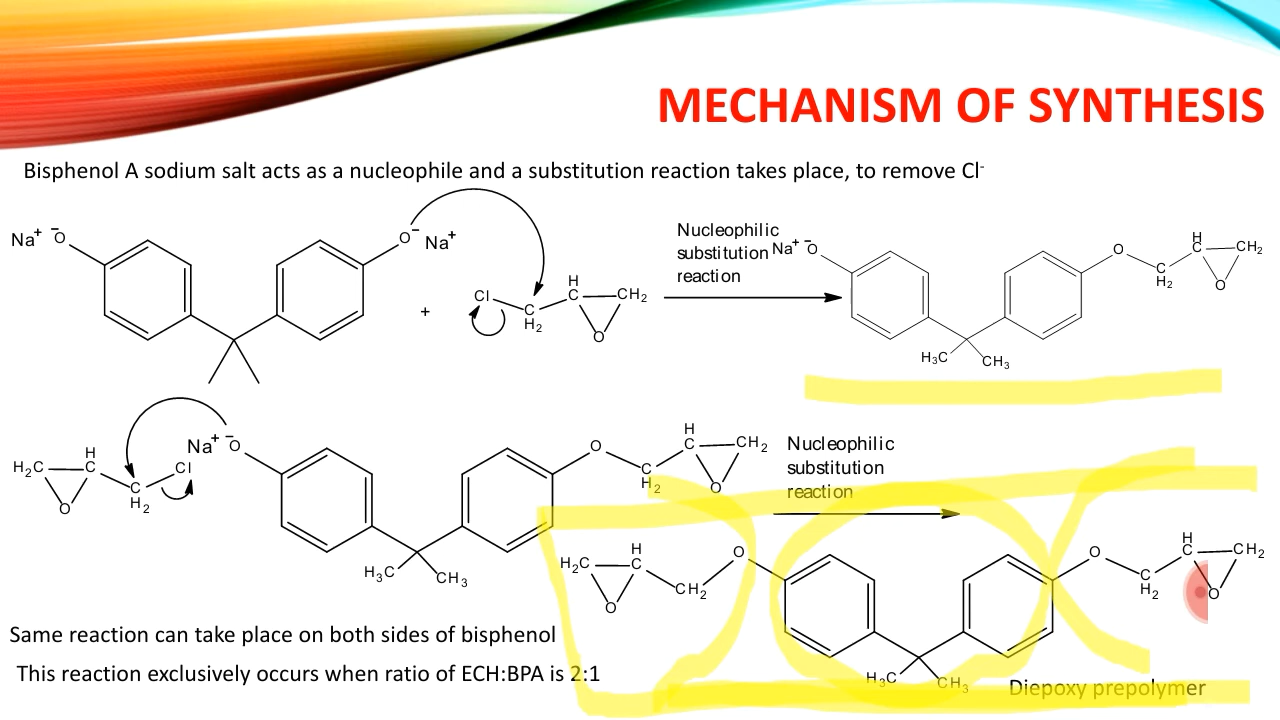 MECHANISM OF SYNTHESIS
Bisphenol A sodium salt acts as a nucleophile and a substitution reaction takes place, to remove Cl-
Na+ -O
O- Na+
+
Cl
C
H2
H
CH2
O
Nucleophilic
substitution
reaction
Na+ -O
H3C
CH3
O
C
H2
H
C
CH2
O
H2C
H
O
C
H2
Cl
Na+ -O
H3C
CH3
O
C
H2
H
C
CH2
O
Nucleophilic
substitution
reaction
H2C
H
C
O
CH2
O
H3C
CH3
O
C
H2
H
C
CH2
O
Same reaction can take place on both sides of bisphenol
This reaction exclusively occurs when ratio of ECH:BPA is 2:1
Diepoxy prepolymer